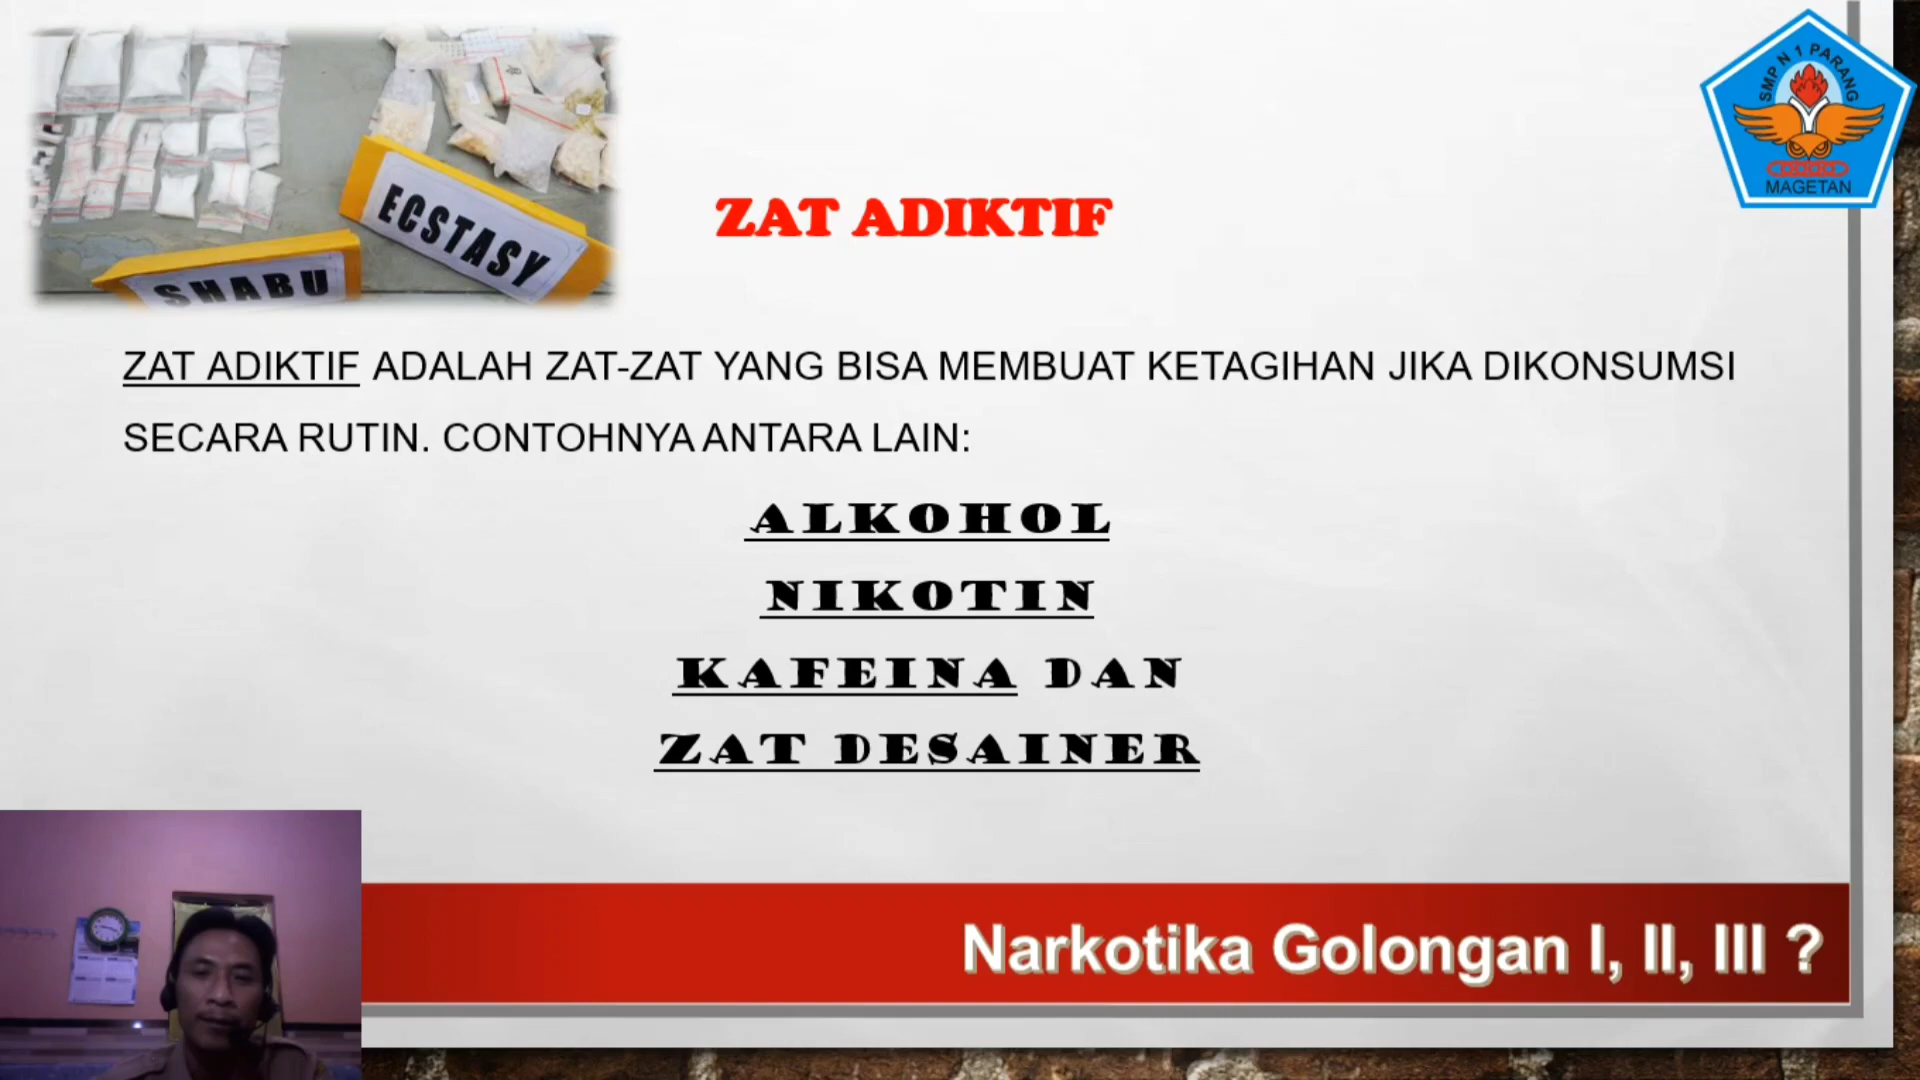 SHABU
ECSTASY
SMP N 1 PARANG
MAGETAN
ZAT ADIKTIF
ZAT ADIKTIF ADALAH ZAT-ZAT YANG BISA MEMBUAT KETAGIHAN JIKA DIKONSUMSI
SECARA RUTIN. CONTOHNYA ANTARA LAIN:
ALKOHOL
NIKOTIN
KAFEINA DAN
ZAT DESAINER
Narkotika Golongan I, II, III ?